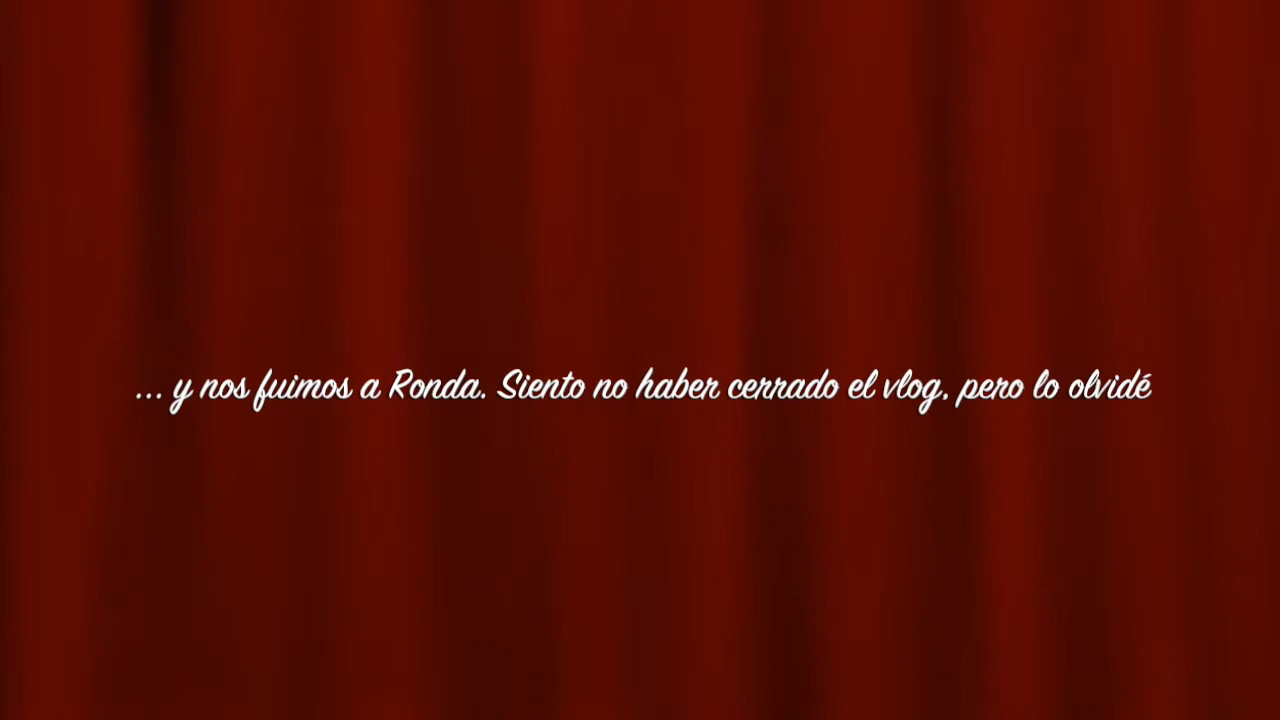 ... y nos fuimos a Ronda. Siento no haber cerrado el vlog, pero lo olvidé